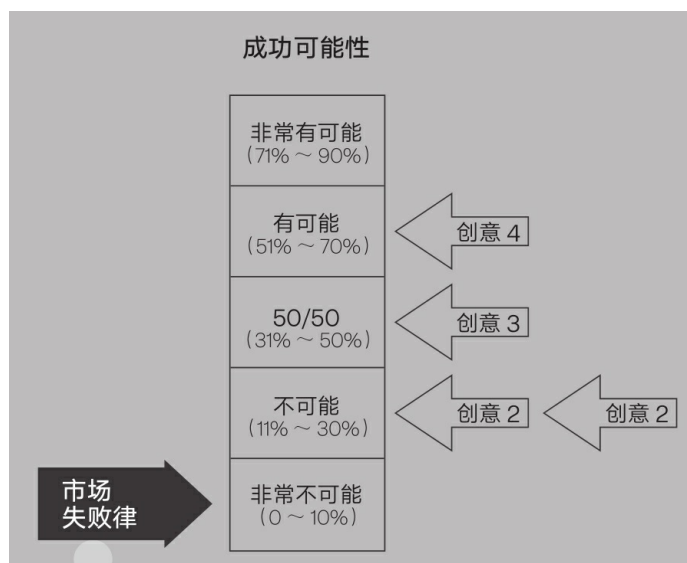 成功可能性
非常有可能
(71% ～ 90%)
有可能
(51% ～ 70%)
创意 4
50/50
(31% ～ 50%)
创意 3
不可能
(11% ～ 30%)
创意 2
创意 2
市场
失败律
非常不可能
(0 ～ 10%)